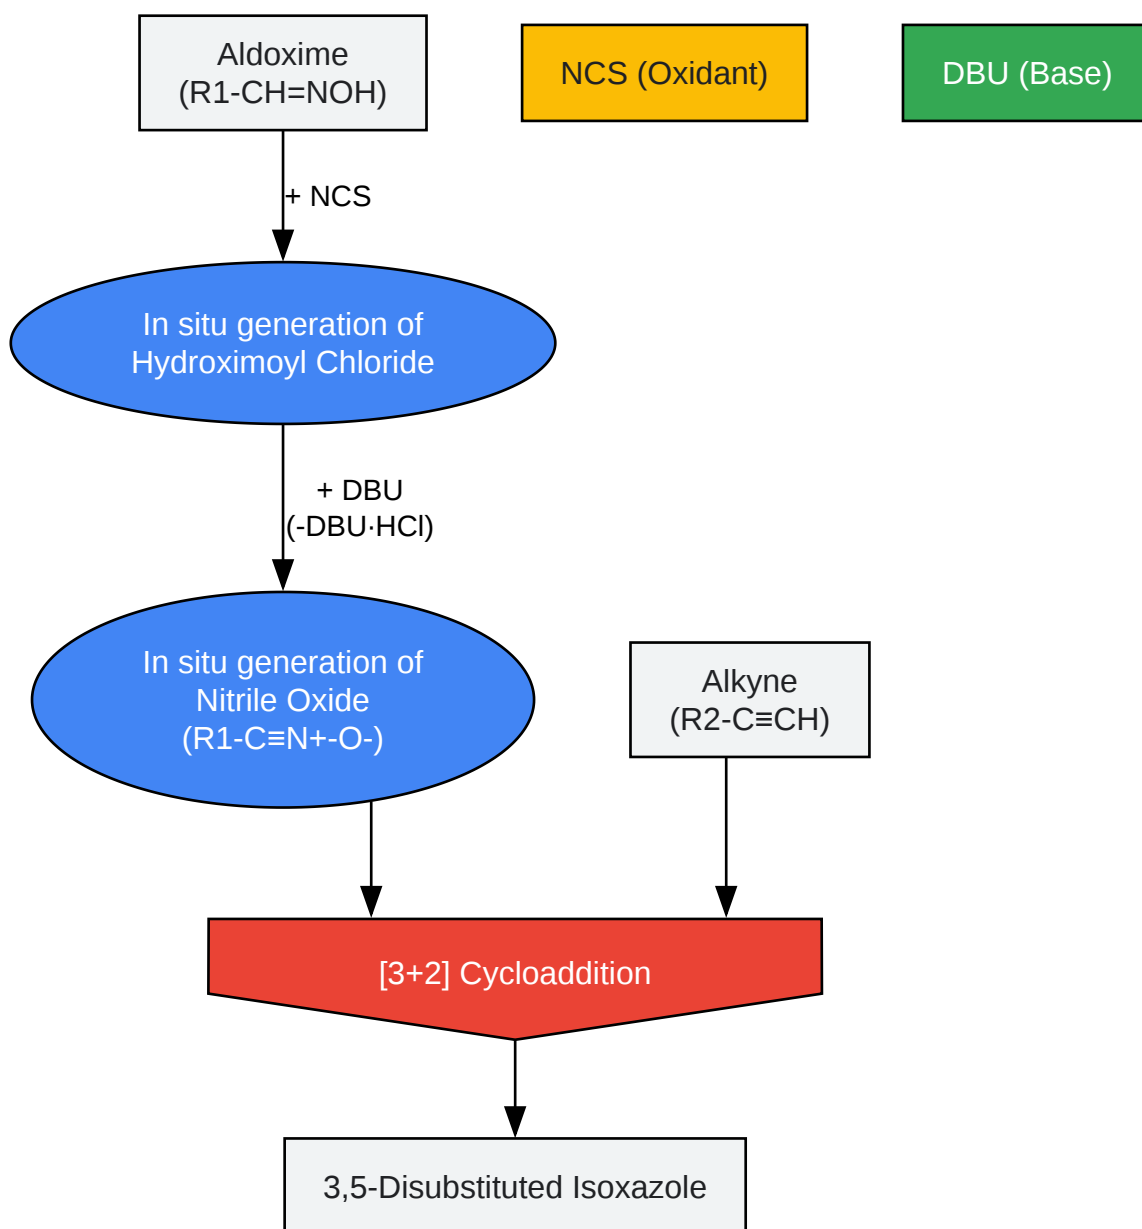 Aldoxime
(R1-CH=NOH)
NCS (Oxidant)
DBU (Base)
+ NCS
In situ generation of
Hydroximoyl Chloride
+ DBU
(-DBU·HCl)
In situ generation of
Nitrile Oxide
(R1-C≡N+-O-)
Alkyne
(R2-C≡CH)
[3+2] Cycloaddition
3,5-Disubstituted Isoxazole